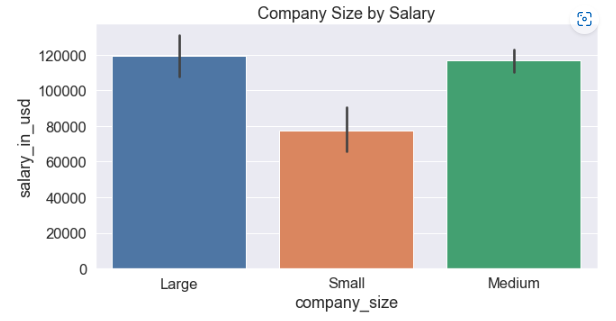 Company Size by Salary
salary_in_usd
120000
100000
80000
60000
40000
20000
0
Large Small Medium
company_size